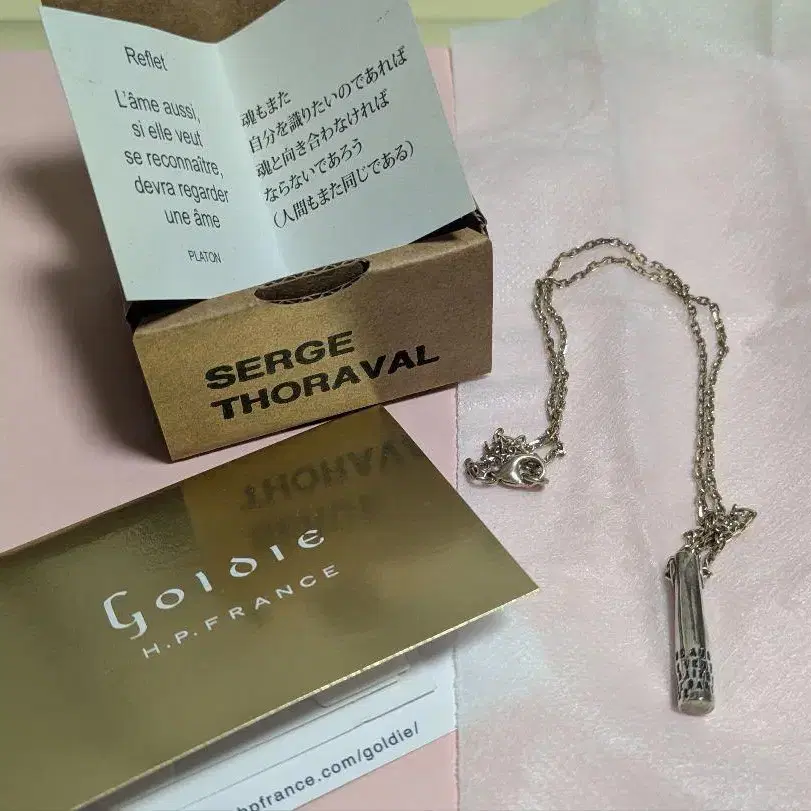 Reflet
L'âme aussi,
si elle veut
se reconnaître,
devra regarder
une âme
PLATON
魂もまた
自分を識りたいのであれば
魂と向き合わなければ
ならないであろう
(人間もまた同じである)
SERGE
THORAVAL
Goldie
H.P.FRANCE
hpfrance.com/goldie/